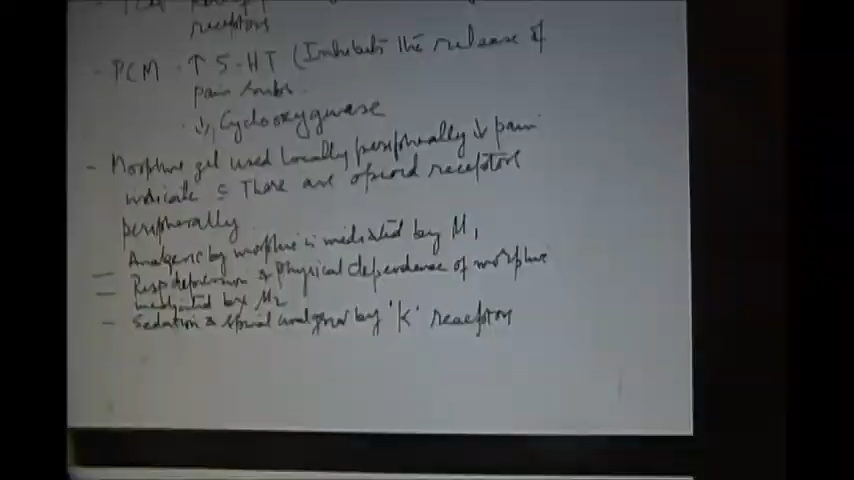 receptors
- PCM . ↑ 5-HT (Inhibits the release of
pain
. ↓, Cyclooxygenase
- Morphine gel used locally peripherally ↓ pain
indicate There are opioid receptors
peripherally
Analgesic by morphine is mediated by M1
- Resp depression & Physical dependence of morphine
- mediated by M2
- Sedation & spinal analgesia by 'K' receptors